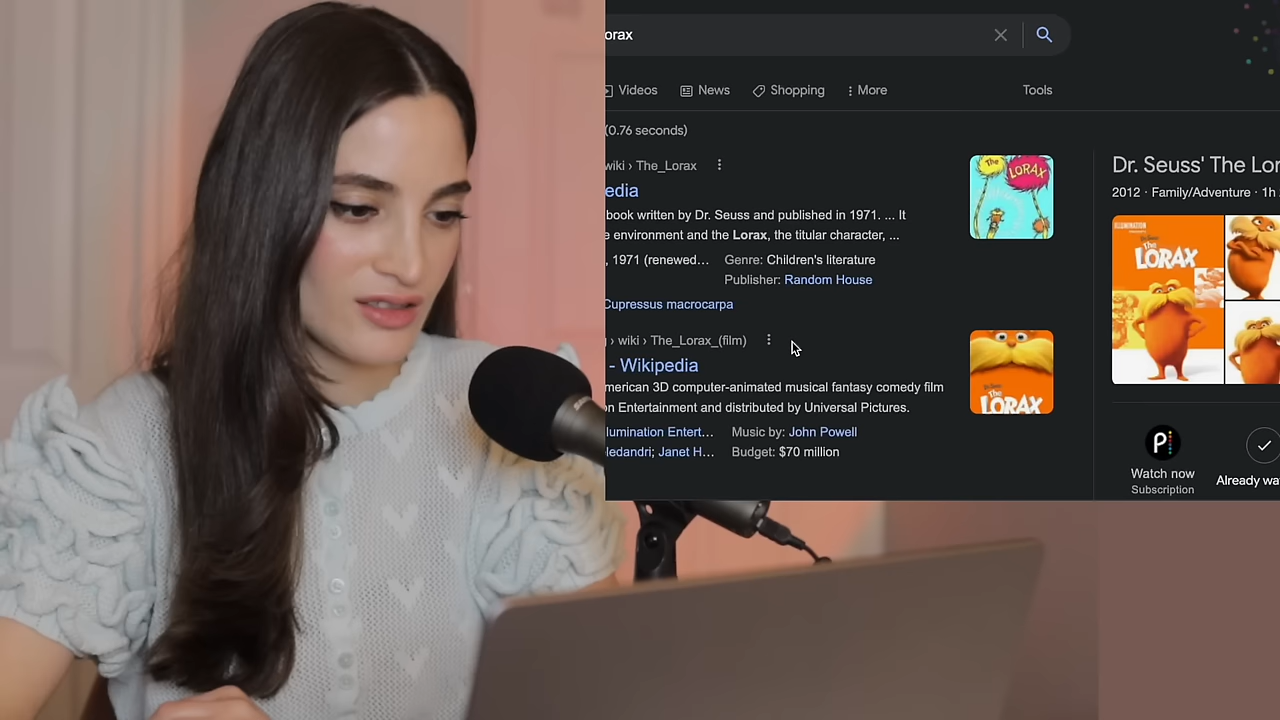 orax
Videos
News
Shopping
More
Tools
(0.76 seconds)
wiki › The_Lorax
edia
book written by Dr. Seuss and published in 1971. ... It
e environment and the Lorax, the titular character, ...
, 1971 (renewed... Genre: Children's literature
Publisher: Random House
Cupressus macrocarpa
› wiki › The_Lorax_(film)
- Wikipedia
merican 3D computer-animated musical fantasy comedy film
on Entertainment and distributed by Universal Pictures.
lumination Entert... Music by: John Powell
ledandri; Janet H... Budget: $70 million
The
LORAX
LORAX
Dr. Seuss' The Lor
2012 · Family/Adventure · 1h
ILLUMINATION
The
LORAX
P
Watch now
Subscription
Already wa